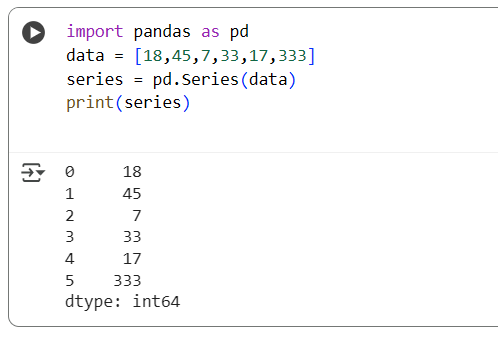 import pandas as pd
data = [18,45,7,33,17,333]
series = pd.Series(data)
print(series)
0     18
1     45
2      7
3     33
4     17
5    333
dtype: int64